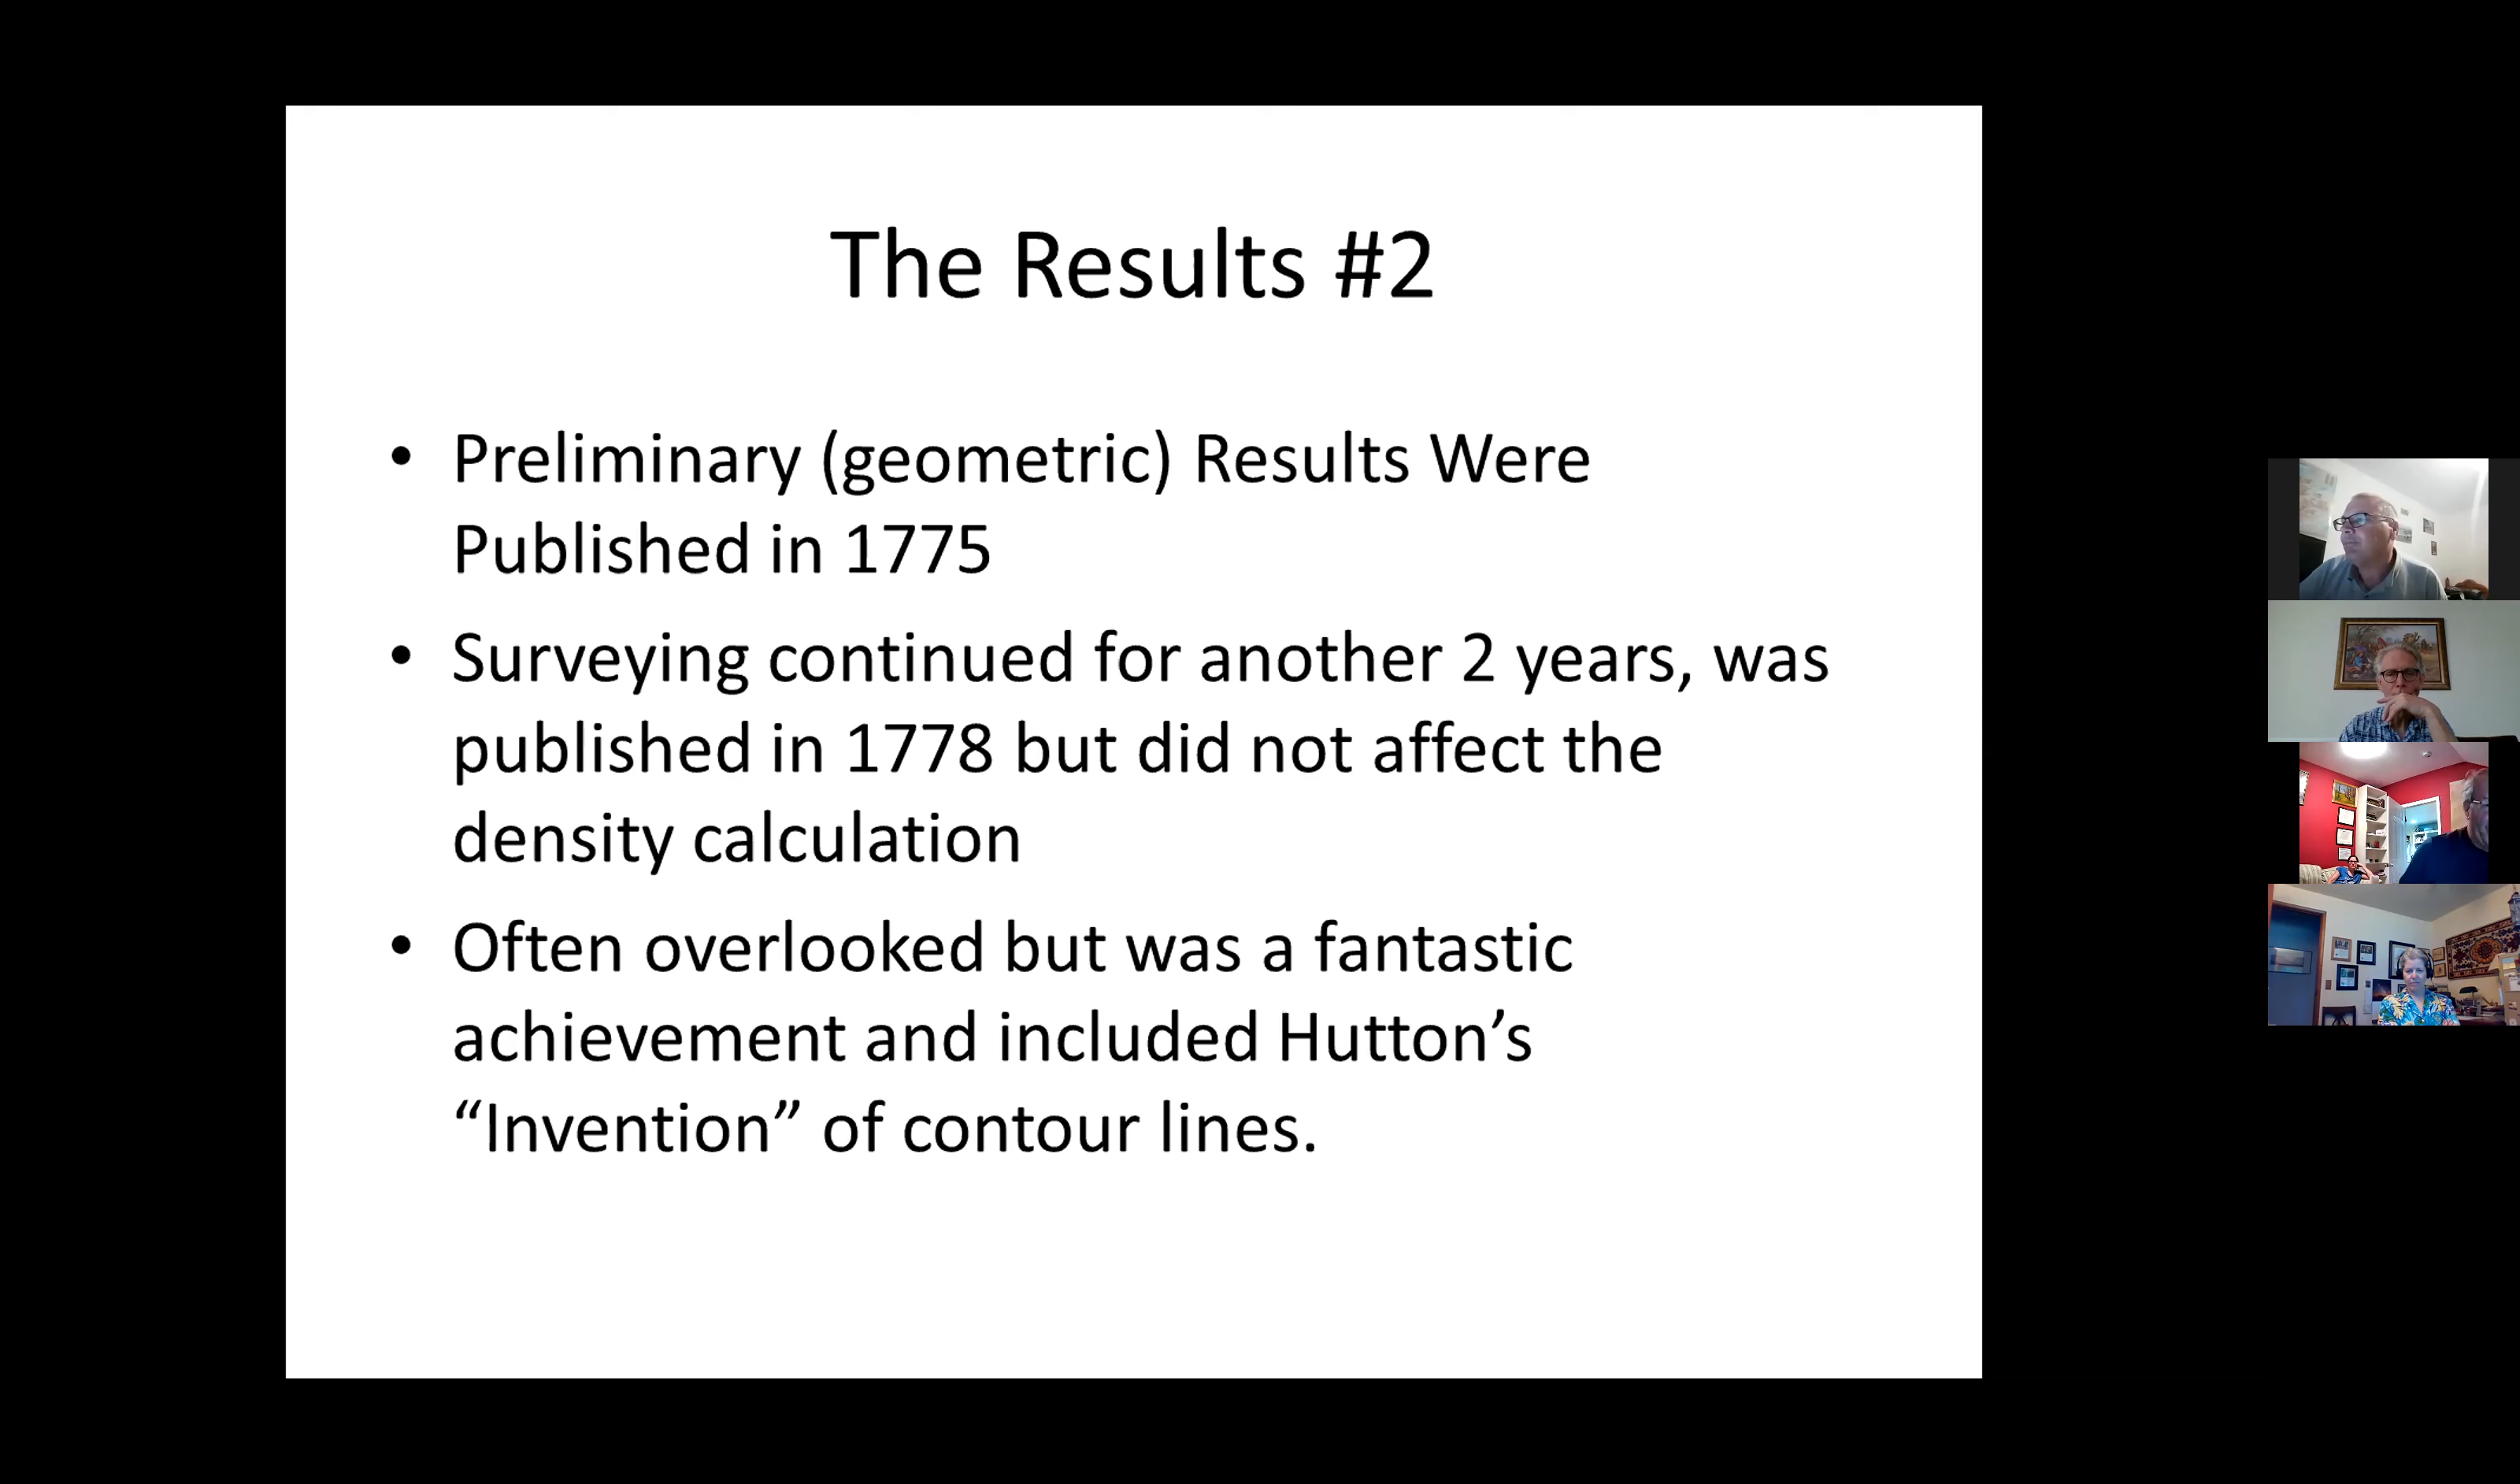 The Results #2
• Preliminary (geometric) Results Were
Published in 1775
• Surveying continued for another 2 years, was
published in 1778 but did not affect the
density calculation
• Often overlooked but was a fantastic
achievement and included Hutton’s
“Invention” of contour lines.